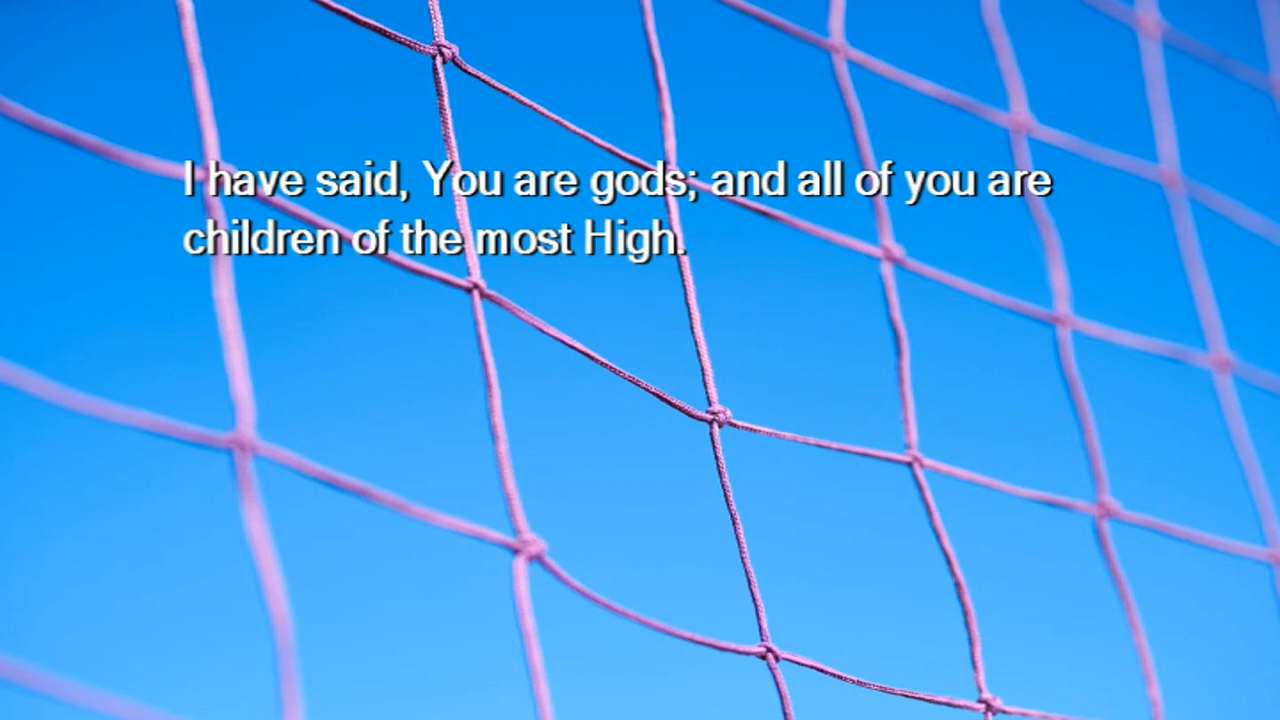 I have said, You are gods; and all of you are
children of the most High.